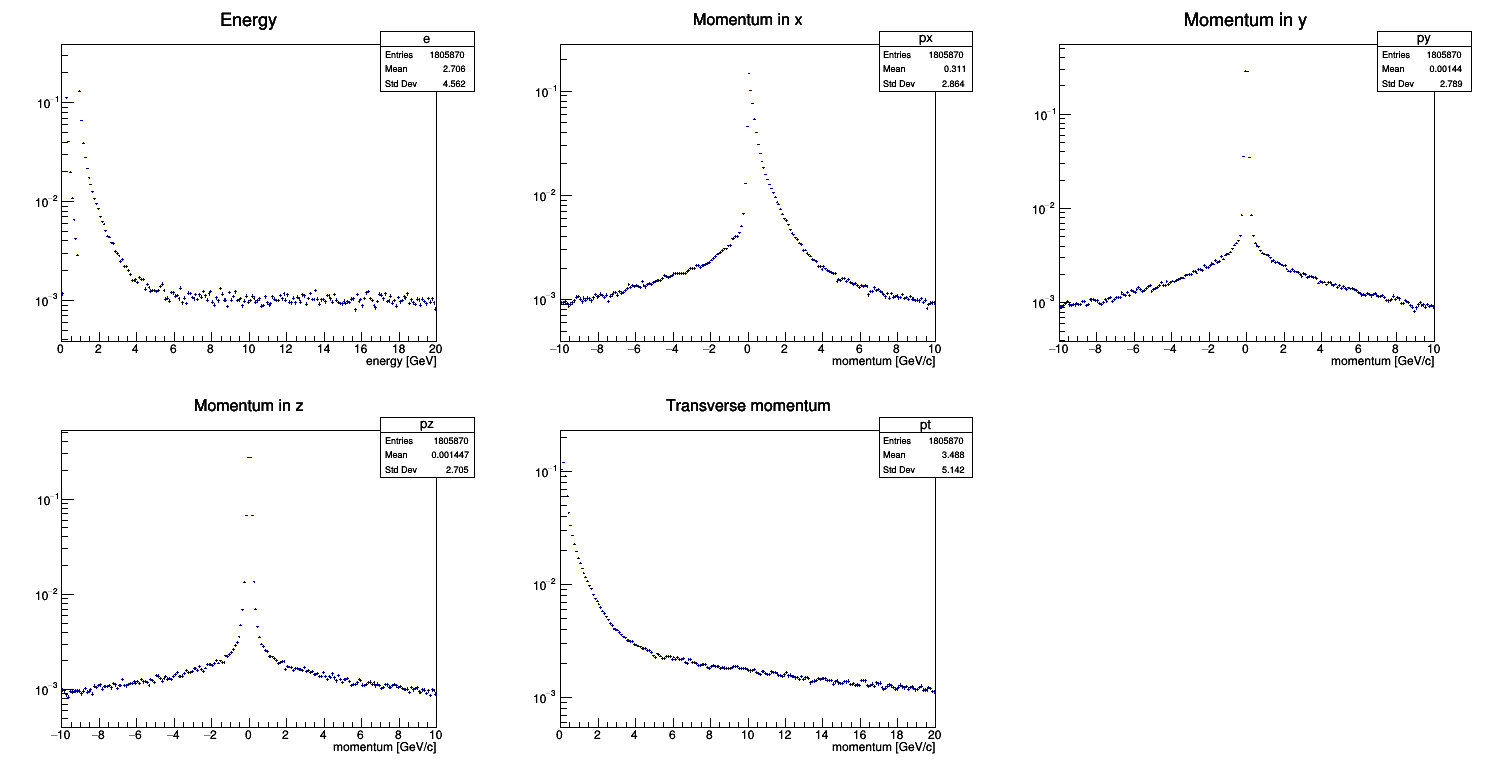 Energy
e
Entries 1805870
Mean 2.706
Std Dev 4.562
10⁻¹
10⁻²
10⁻³
0 2 4 6 8 10 12 14 16 18 20
energy [GeV]
Momentum in x
px
Entries 1805870
Mean 0.311
Std Dev 2.864
10⁻¹
10⁻²
10⁻³
−10 −8 −6 −4 −2 0 2 4 6 8 10
momentum [GeV/c]
Momentum in y
py
Entries 1805870
Mean 0.00144
Std Dev 2.789
10⁻¹
10⁻²
10⁻³
−10 −8 −6 −4 −2 0 2 4 6 8 10
momentum [GeV/c]
Momentum in z
pz
Entries 1805870
Mean 0.001447
Std Dev 2.705
10⁻¹
10⁻²
10⁻³
−10 −8 −6 −4 −2 0 2 4 6 8 10
momentum [GeV/c]
Transverse momentum
pt
Entries 1805870
Mean 3.488
Std Dev 5.142
10⁻¹
10⁻²
10⁻³
0 2 4 6 8 10 12 14 16 18 20
momentum [GeV/c]